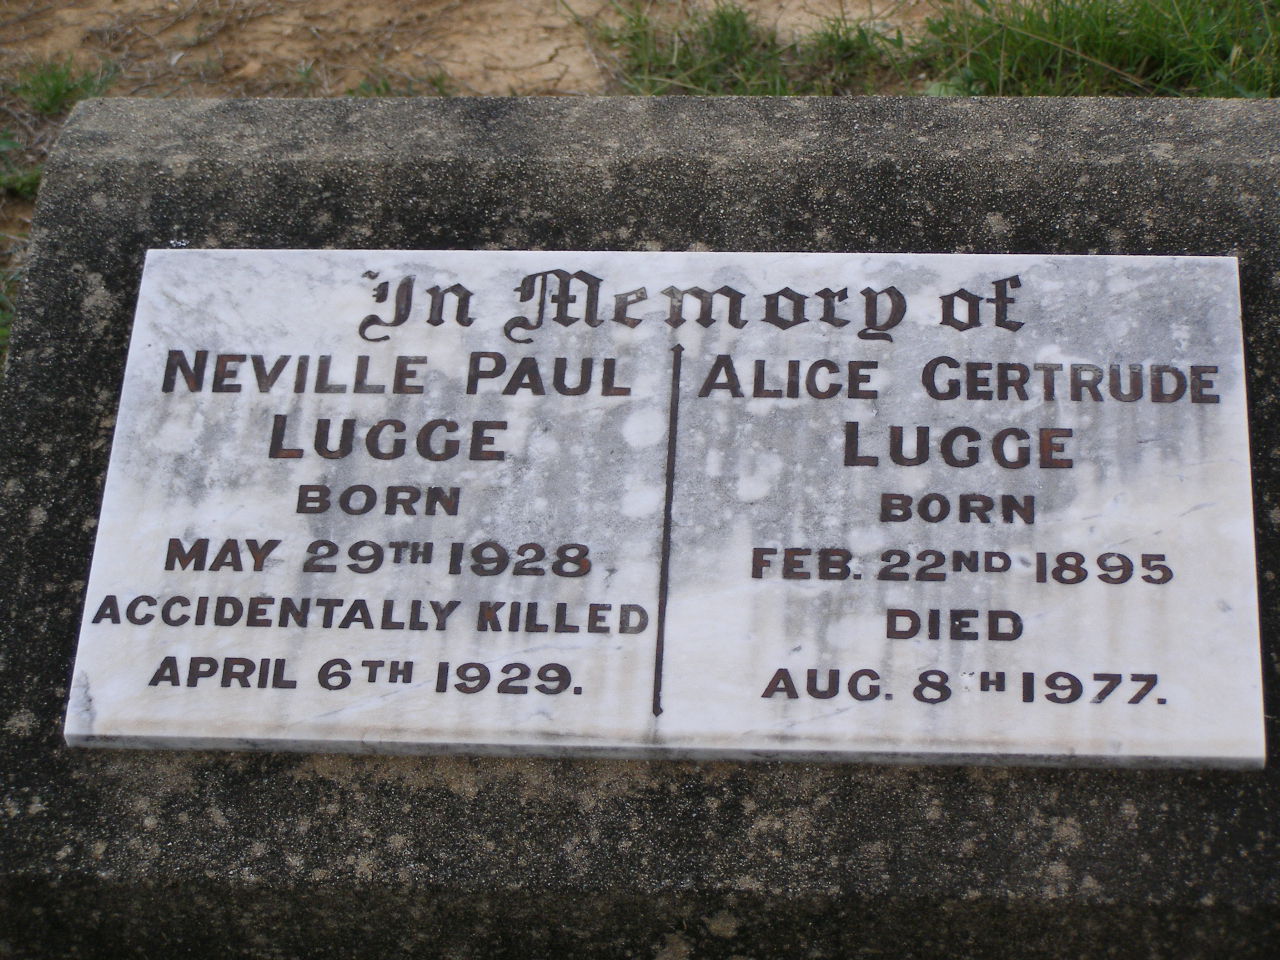 In Memory of
NEVILLE PAUL
LUGGE
BORN
MAY 29TH 1928
ACCIDENTALLY KILLED
APRIL 6TH 1929.
ALICE GERTRUDE
LUGGE
BORN
FEB. 22ND 1895
DIED
AUG. 8TH 1977.